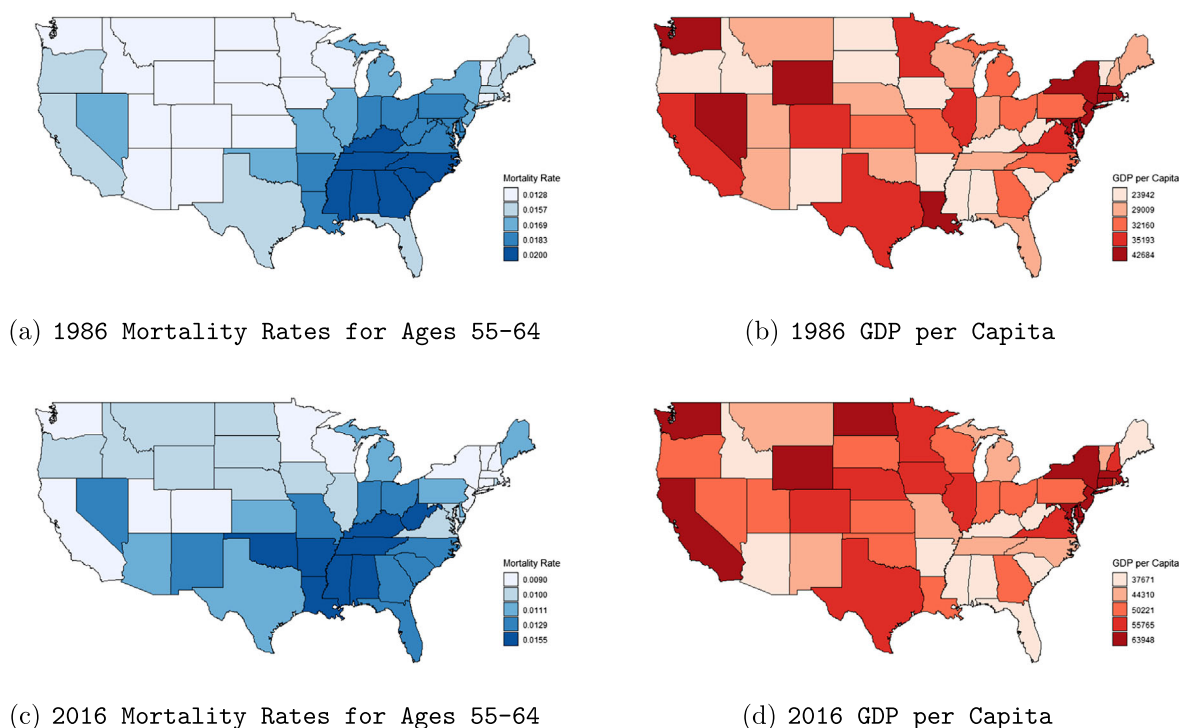 Mortality Rate
0.0128
0.0157
0.0169
0.0183
0.0200
GDP per Capita
23942
29009
32160
35193
42684
(a) 1986 Mortality Rates for Ages 55-64
(b) 1986 GDP per Capita
Mortality Rate
0.0090
0.0100
0.0111
0.0129
0.0155
GDP per Capita
37671
44310
50221
55765
63948
(c) 2016 Mortality Rates for Ages 55-64
(d) 2016 GDP per Capita